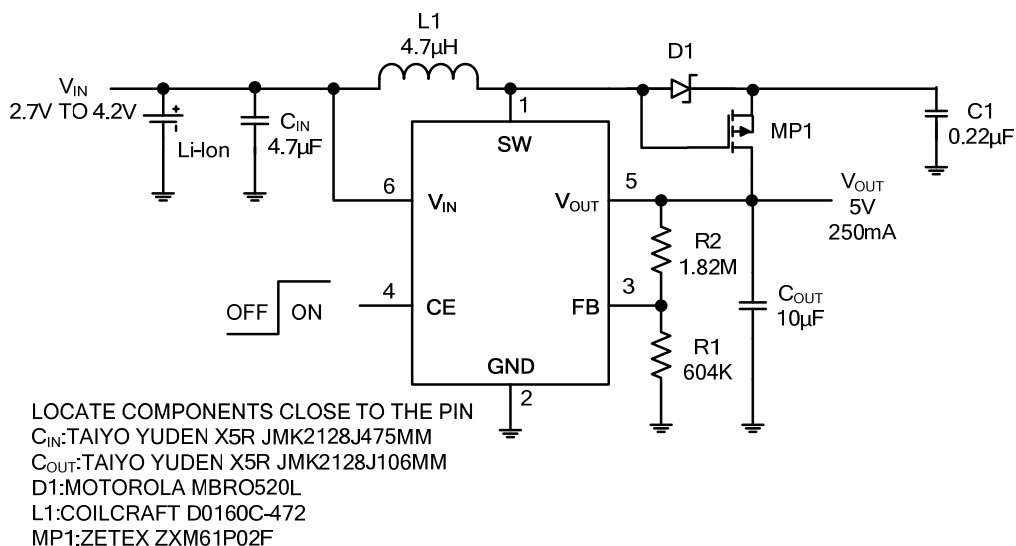 L1
4.7µH
D1
VIN
2.7V TO 4.2V
+
Li-Ion
CIN
4.7µF
1
SW
MP1
C1
0.22µF
6
VIN
5
VOUT
VOUT
5V
250mA
R2
1.82M
OFF
ON
4
CE
3
FB
COUT
10µF
R1
604K
GND
2
LOCATE COMPONENTS CLOSE TO THE PIN
CIN:TAIYO YUDEN X5R JMK2128J475MM
COUT:TAIYO YUDEN X5R JMK2128J106MM
D1:MOTOROLA MBRO520L
L1:COILCRAFT D0160C-472
MP1:ZETEX ZXM61P02F